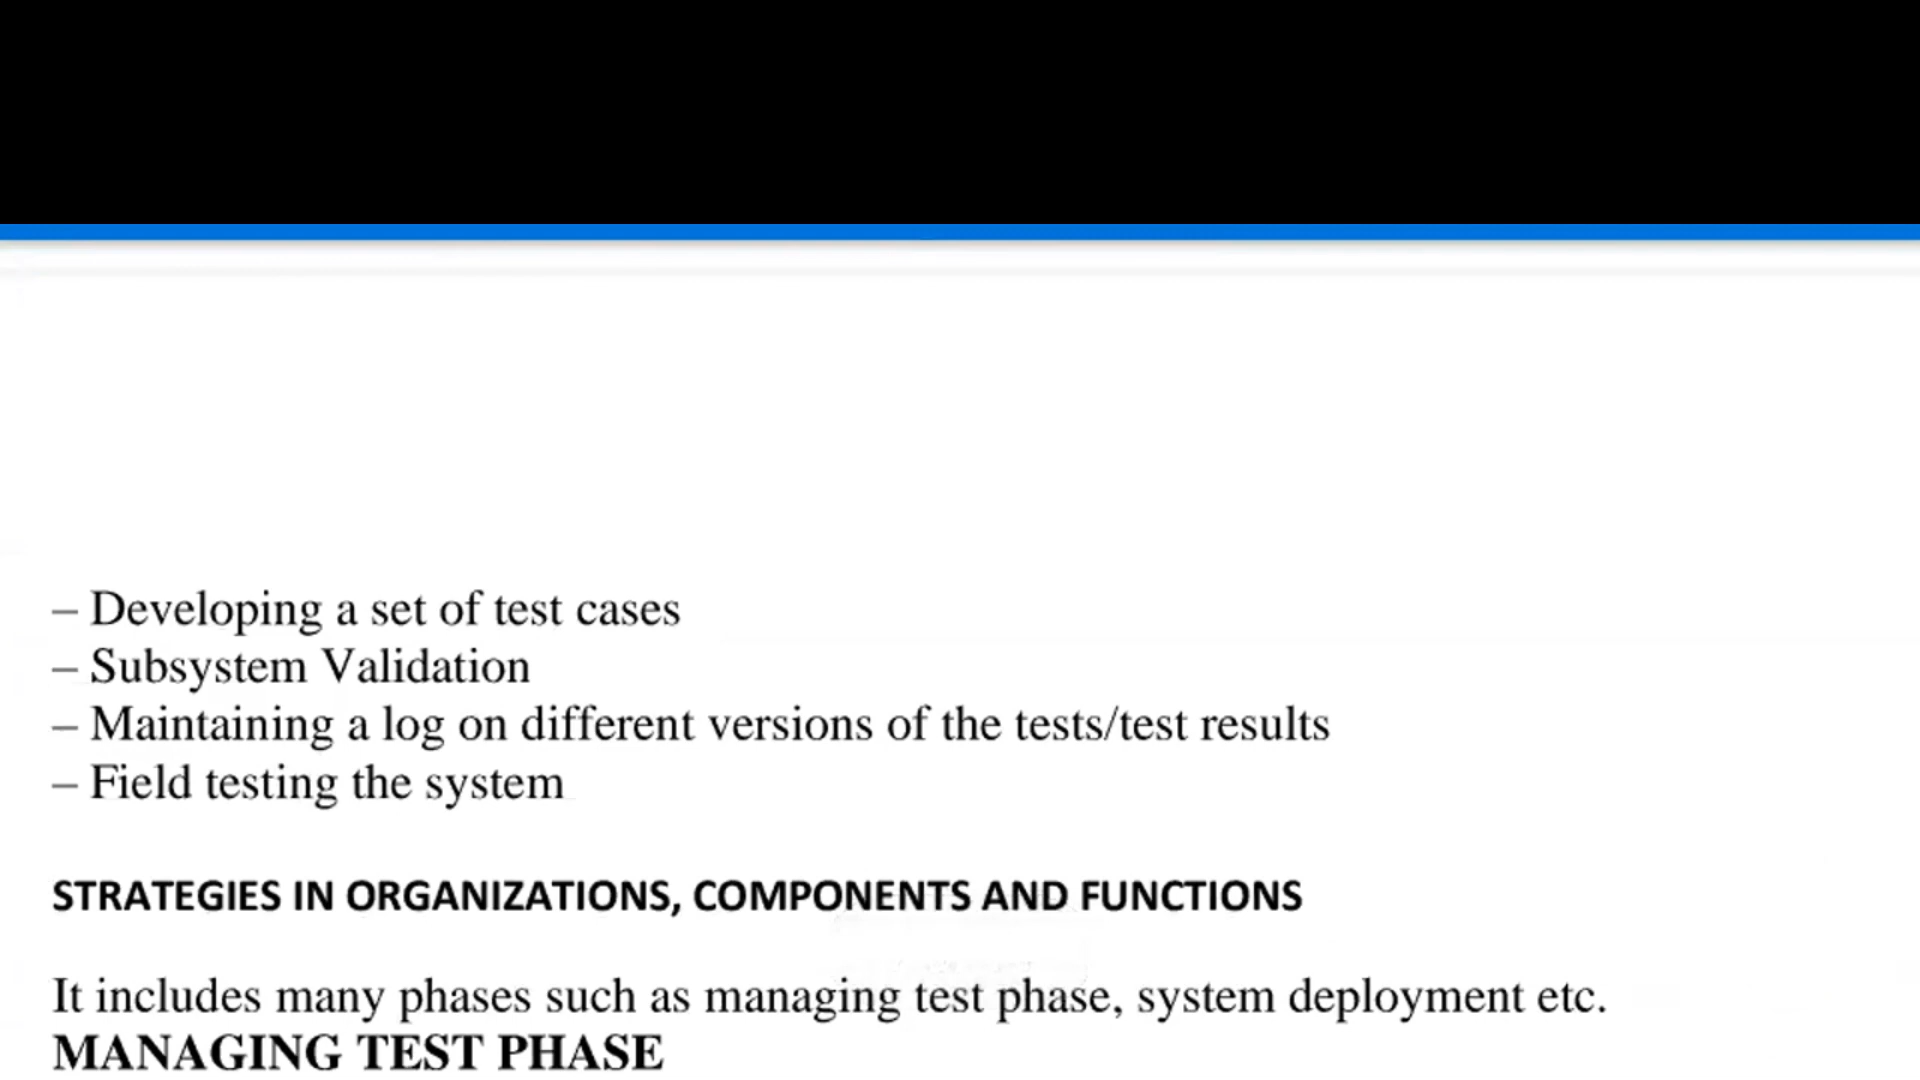 – Developing a set of test cases
– Subsystem Validation
– Maintaining a log on different versions of the tests/test results
– Field testing the system
STRATEGIES IN ORGANIZATIONS, COMPONENTS AND FUNCTIONS
It includes many phases such as managing test phase, system deployment etc.
MANAGING TEST PHASE